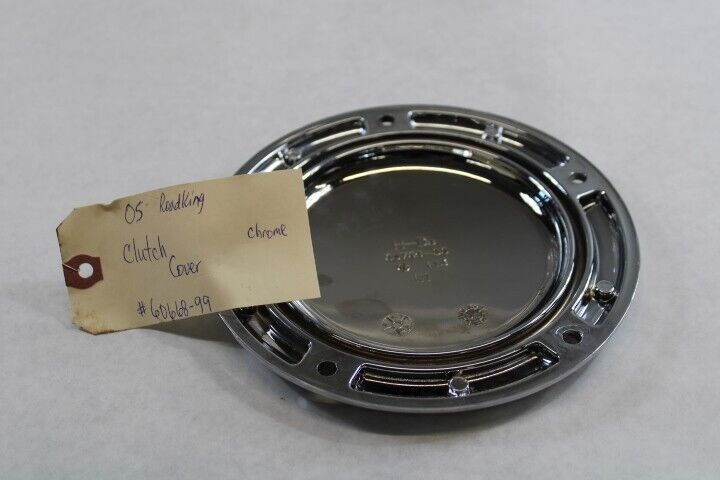 05- Roadking
Chrome
Clutch
Cover
#60668-99